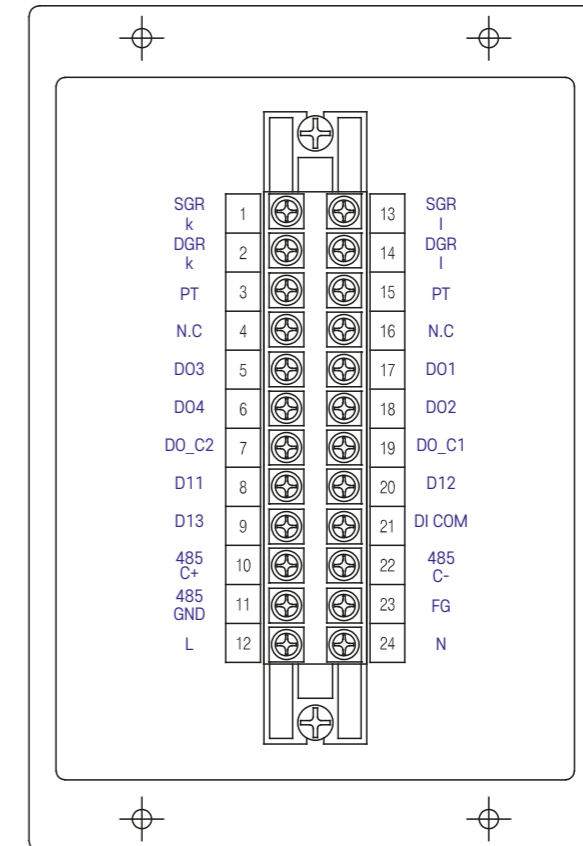 SGR
k
1
13
SGR
l
DGR
k
2
14
DGR
l
PT
3
15
PT
N.C
4
16
N.C
DO3
5
17
DO1
DO4
6
18
DO2
DO_C2
7
19
DO_C1
D11
8
20
D12
D13
9
21
DI COM
485
C+
10
22
485
C-
485
GND
11
23
FG
L
12
24
N